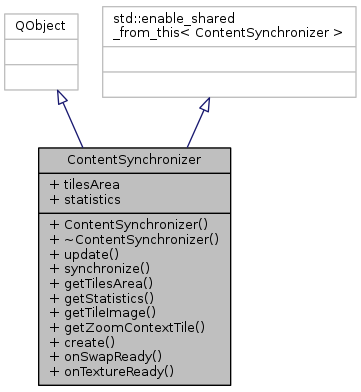 QObject
std::enable_shared
_from_this< ContentSynchronizer >
ContentSynchronizer
+ tilesArea
+ statistics
+ ContentSynchronizer()
+ ~ContentSynchronizer()
+ update()
+ synchronize()
+ getTilesArea()
+ getStatistics()
+ getTileImage()
+ getZoomContextTile()
+ create()
+ onSwapReady()
+ onTextureReady()